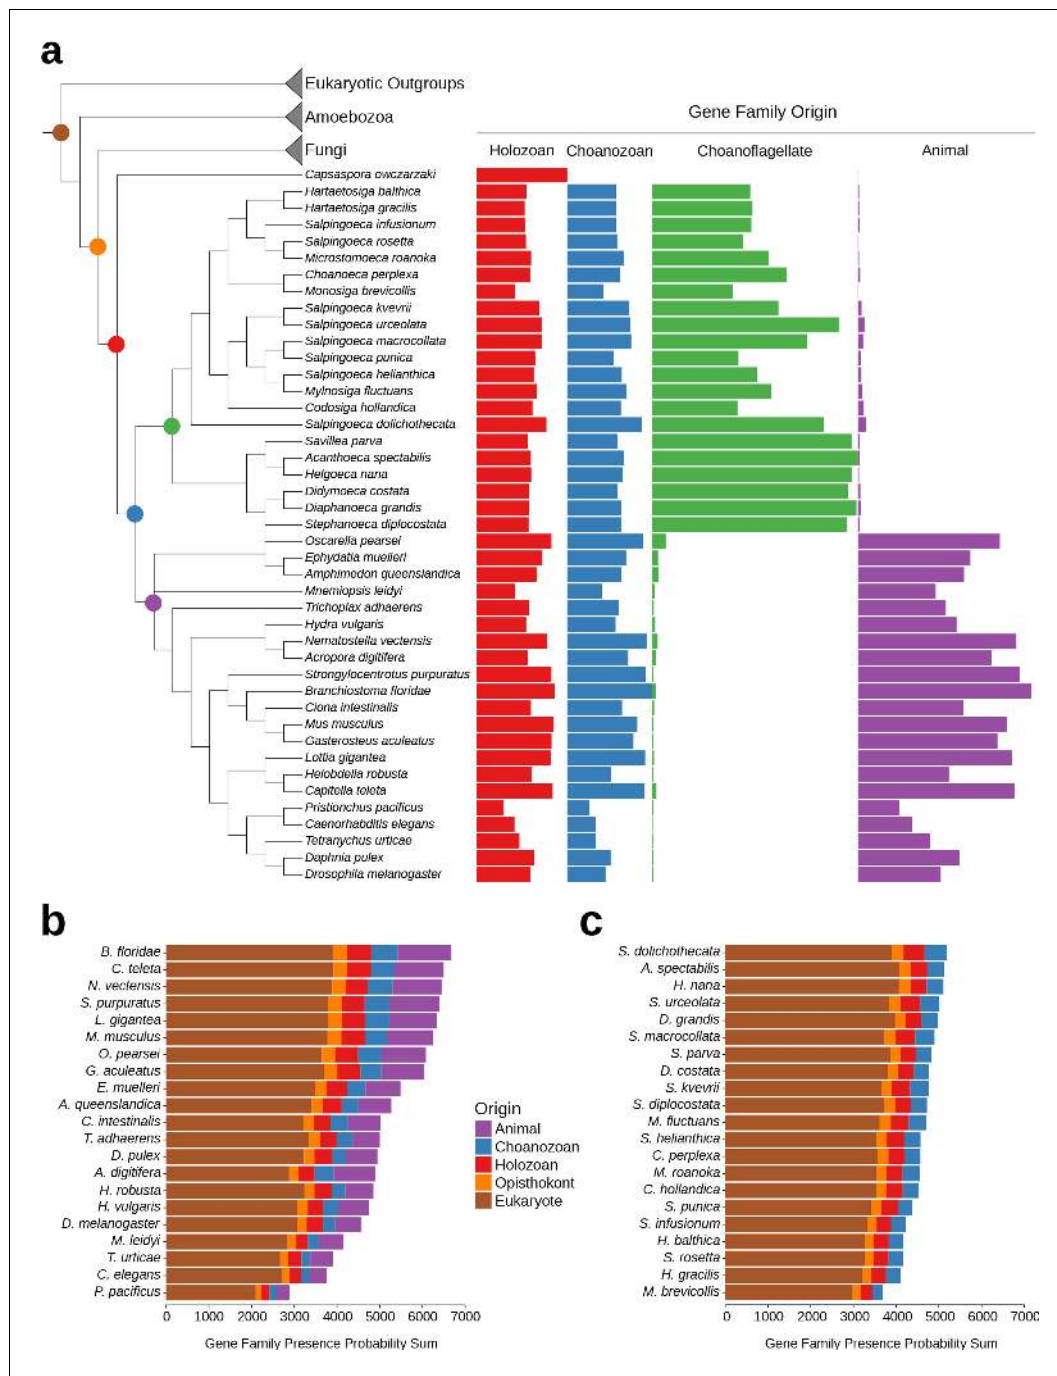 a
Eukaryotic Outgroups
Amoebozoa
Fungi
Gene Family Origin
Holozoan Choanozoan Choanoflagellate Animal
Capsaspora owczarzaki
Hartaetosiga balthica
Hartaetosiga gracilis
Salpingoeca infusionum
Salpingoeca rosetta
Microstomoeca roanoka
Choanoeca perplexa
Monosiga brevicollis
Salpingoeca kvevrii
Salpingoeca urceolata
Salpingoeca macrocollata
Salpingoeca punica
Salpingoeca helianthica
Mylnosiga fluctuans
Codosiga hollandica
Salpingoeca dolichothecata
Savillea parva
Acanthoeca spectabilis
Helgoeca nana
Didymoeca costata
Diaphanoeca grandis
Stephanoeca diplocostata
Oscarella pearsei
Ephydatia muelleri
Amphimedon queenslandica
Mnemiopsis leidyi
Trichoplax adhaerens
Hydra vulgaris
Nematostella vectensis
Acropora digitifera
Strongylocentrotus purpuratus
Branchiostoma floridae
Ciona intestinalis
Mus musculus
Gasterosteus aculeatus
Lottia gigantea
Helobdella robusta
Capitella teleta
Pristionchus pacificus
Caenorhabditis elegans
Tetranychus urticae
Daphnia pulex
Drosophila melanogaster
b
B. floridae
C. teleta
N. vectensis
S. purpuratus
L. gigantea
M. musculus
O. pearsei
G. aculeatus
E. muelleri
A. queenslandica
C. intestinalis
T. adhaerens
D. pulex
A. digitifera
H. robusta
H. vulgaris
D. melanogaster
M. leidyi
T. urticae
C. elegans
P. pacificus
0 1000 2000 3000 4000 5000 6000 7000
Gene Family Presence Probability Sum
Origin
Animal
Choanozoan
Holozoan
Opisthokont
Eukaryote
c
S. dolichothecata
A. spectabilis
H. nana
S. urceolata
D. grandis
S. macrocollata
S. parva
D. costata
S. kvevrii
S. diplocostata
M. fluctuans
S. helianthica
C. perplexa
M. roanoka
C. hollandica
S. punica
S. infusionum
H. balthica
S. rosetta
H. gracilis
M. brevicollis
0 1000 2000 3000 4000 5000 6000 7000
Gene Family Presence Probability Sum